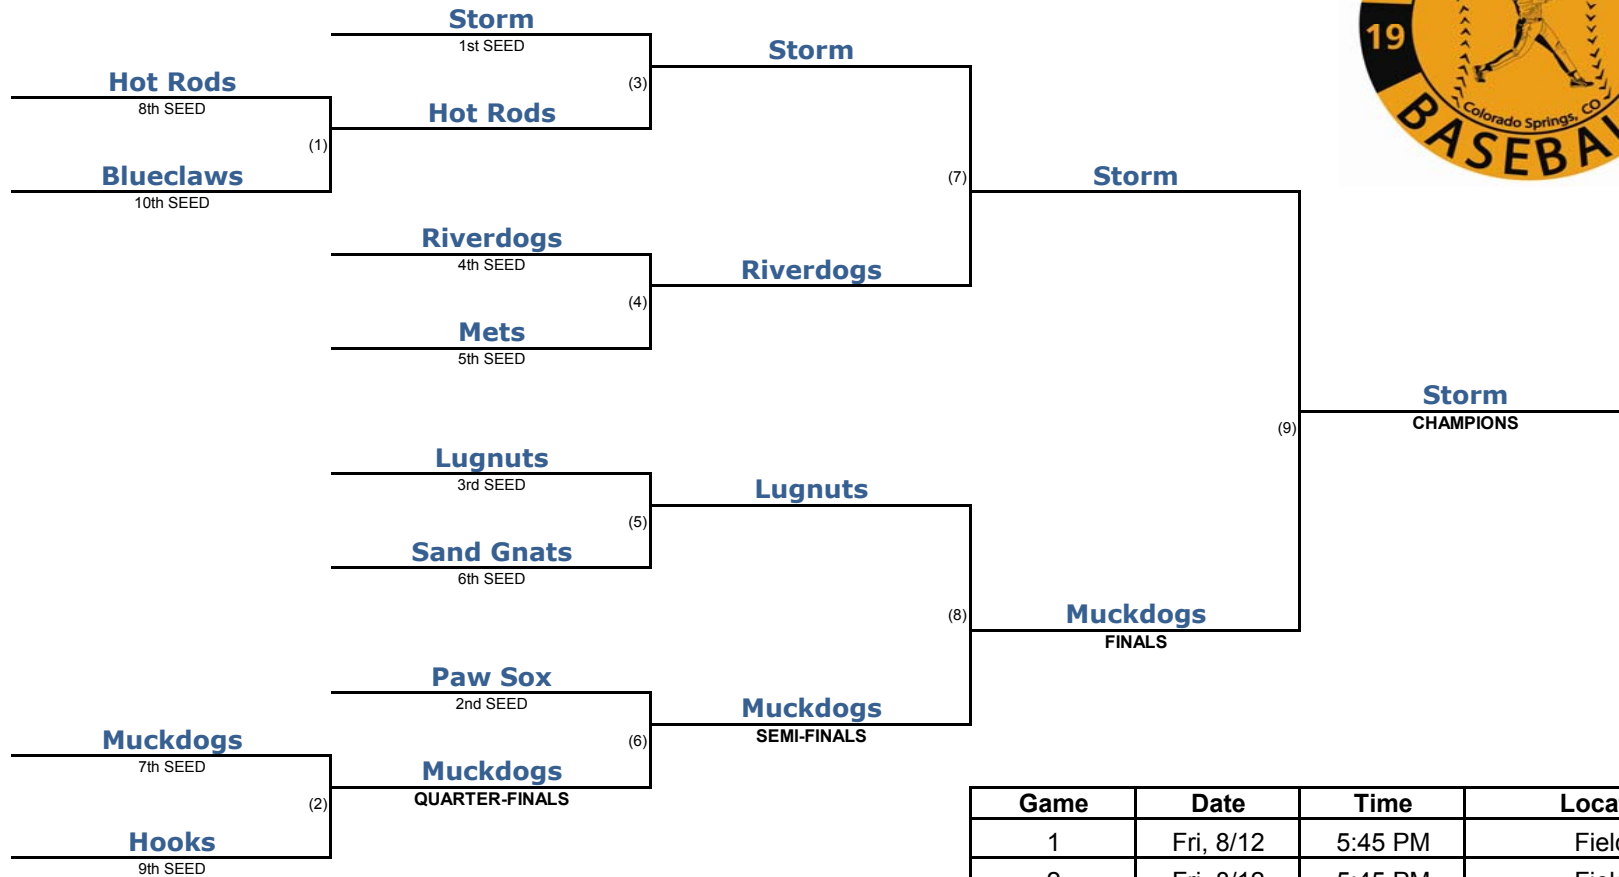 Storm
1st SEED
Storm
Hot Rods
8th SEED
(3)
Hot Rods
(1)
Blueclaws
10th SEED
(7)
Storm
Riverdogs
4th SEED
Riverdogs
(4)
Mets
5th SEED
Storm
CHAMPIONS
(9)
Lugnuts
3rd SEED
Lugnuts
(5)
Sand Gnats
6th SEED
(8)
Muckdogs
FINALS
Paw Sox
2nd SEED
Muckdogs
SEMI-FINALS
Muckdogs
7th SEED
(6)
Muckdogs
QUARTER-FINALS
(2)
Hooks
9th SEED
19
Colorado Springs, CO
Game Date Time
1 Fri, 8/12 5:45 PM